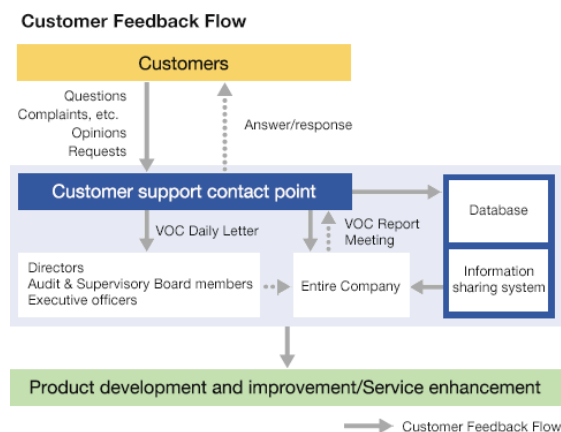 Customer Feedback Flow
Customers
Questions
Complaints, etc.
Opinions
Requests
Answer/response
Customer support contact point
VOC Daily Letter
VOC Report
Meeting
Database
Directors
Audit & Supervisory Board members
Executive officers
Entire Company
Information
sharing system
Product development and improvement/Service enhancement
Customer Feedback Flow